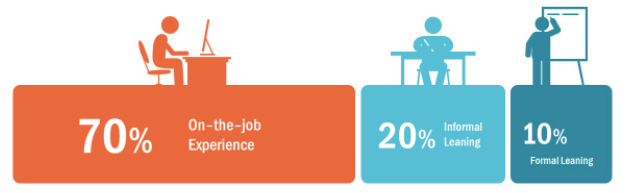 70% On-the-job
Experience
20% Informal
Leaning
10%
Formal Leaning